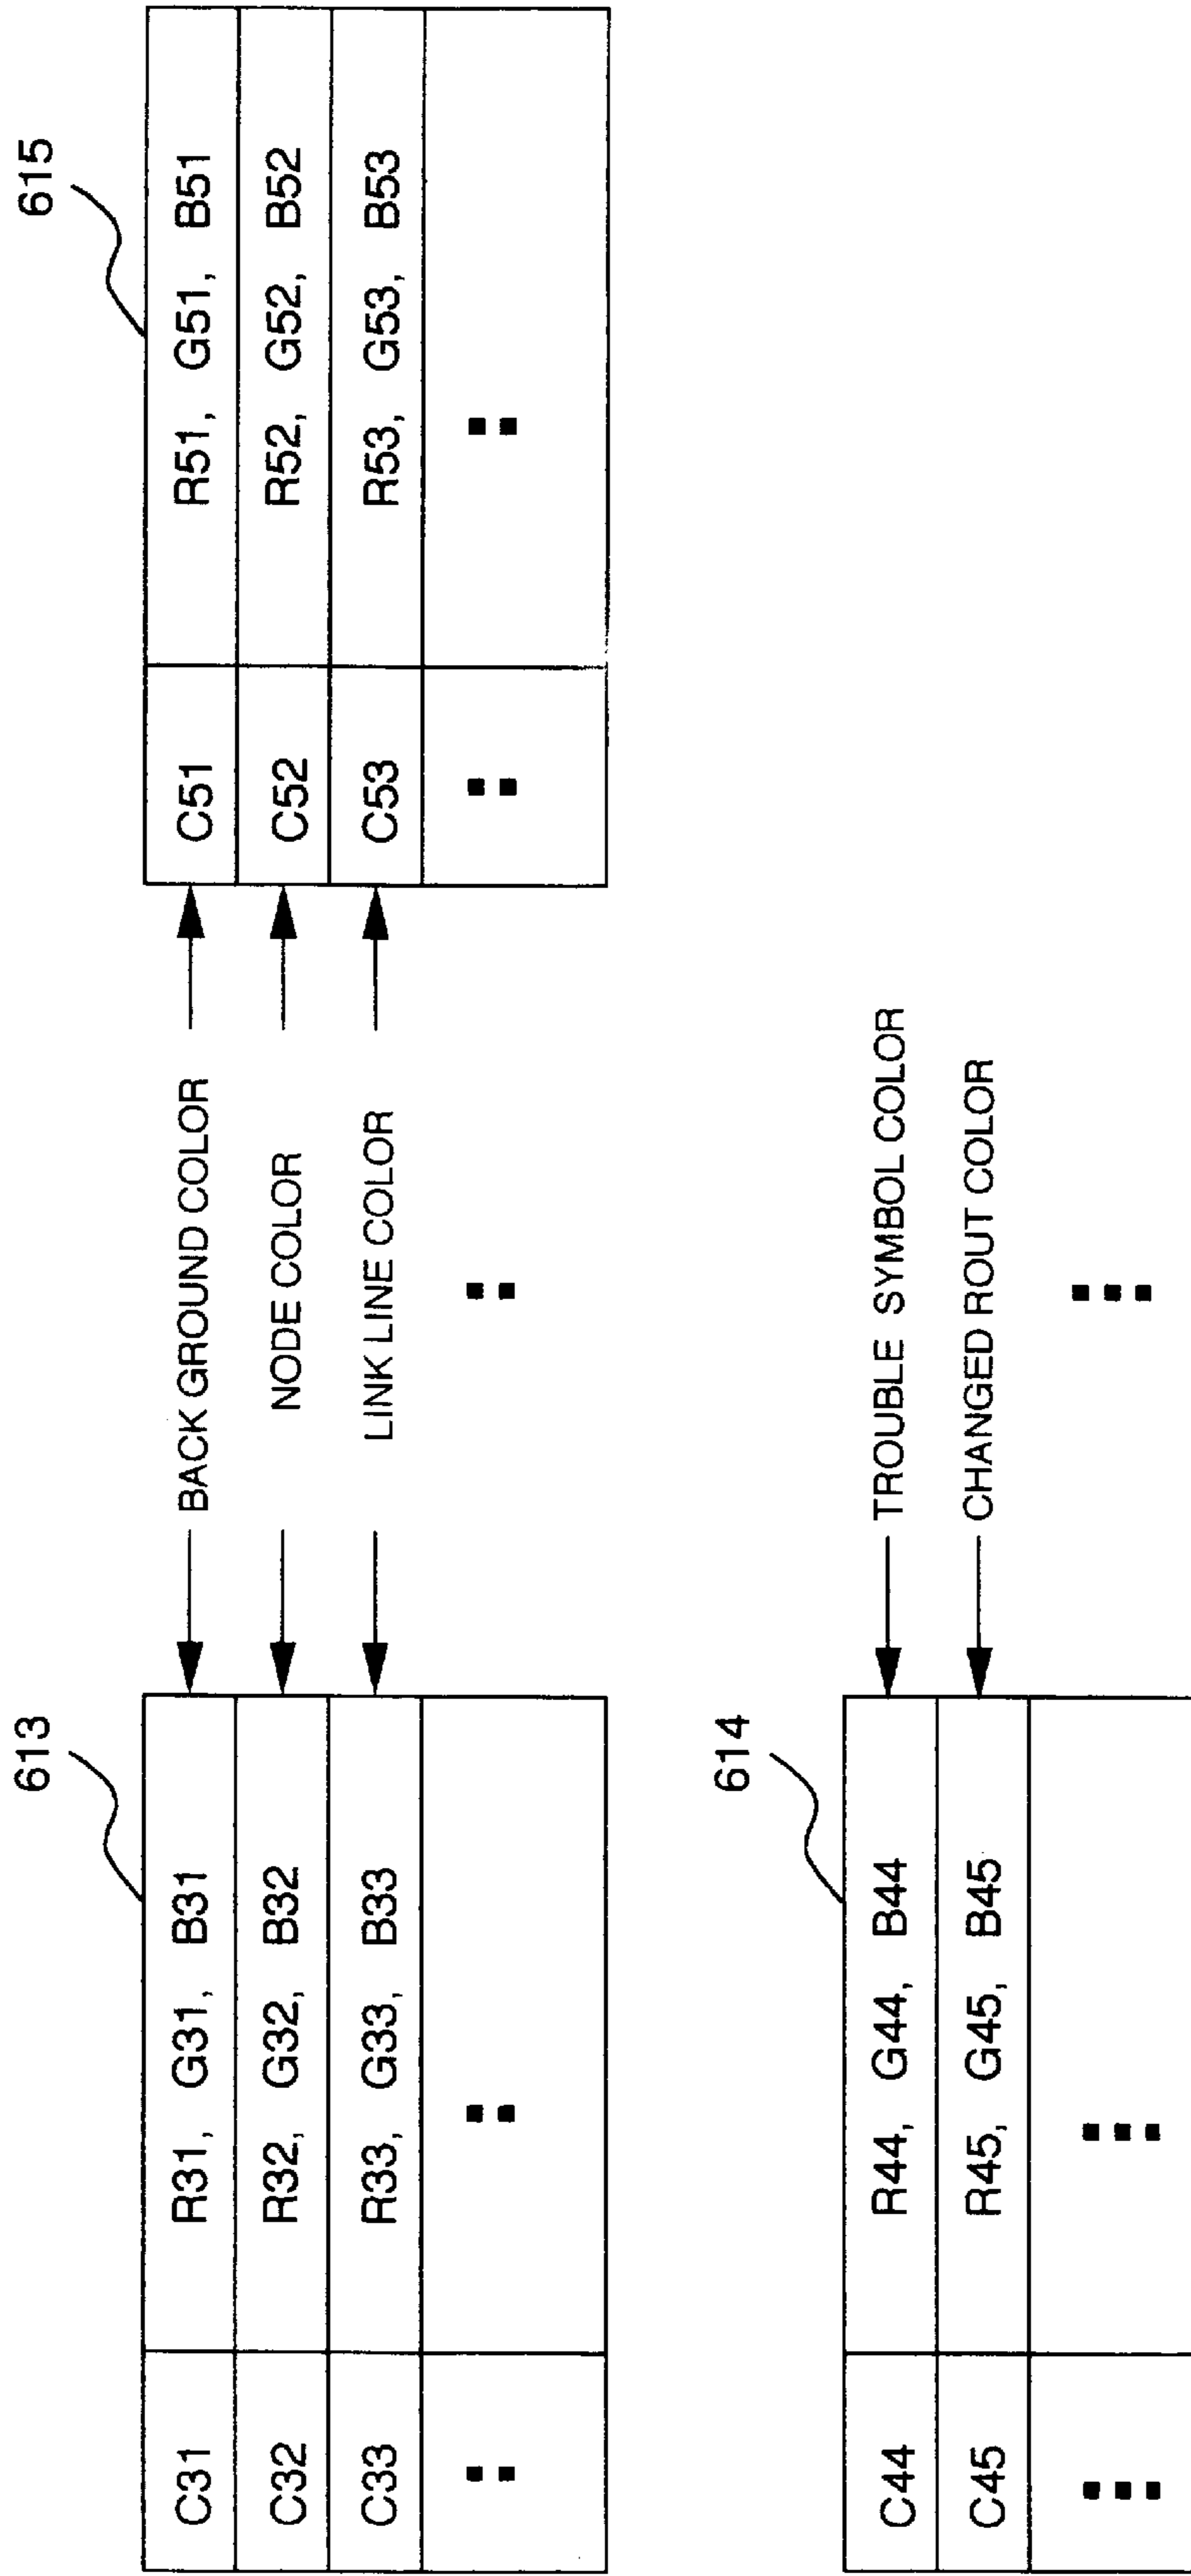 613
615
C31 R31, G31, B31 BACK GROUND COLOR C51 R51, G51, B51
C32 R32, G32, B32 NODE COLOR C52 R52, G52, B52
C33 R33, G33, B33 LINK LINE COLOR C53 R53, G53, B53
614
C44 R44, G44, B44 TROUBLE SYMBOL COLOR
C45 R45, G45, B45 CHANGED ROUT COLOR